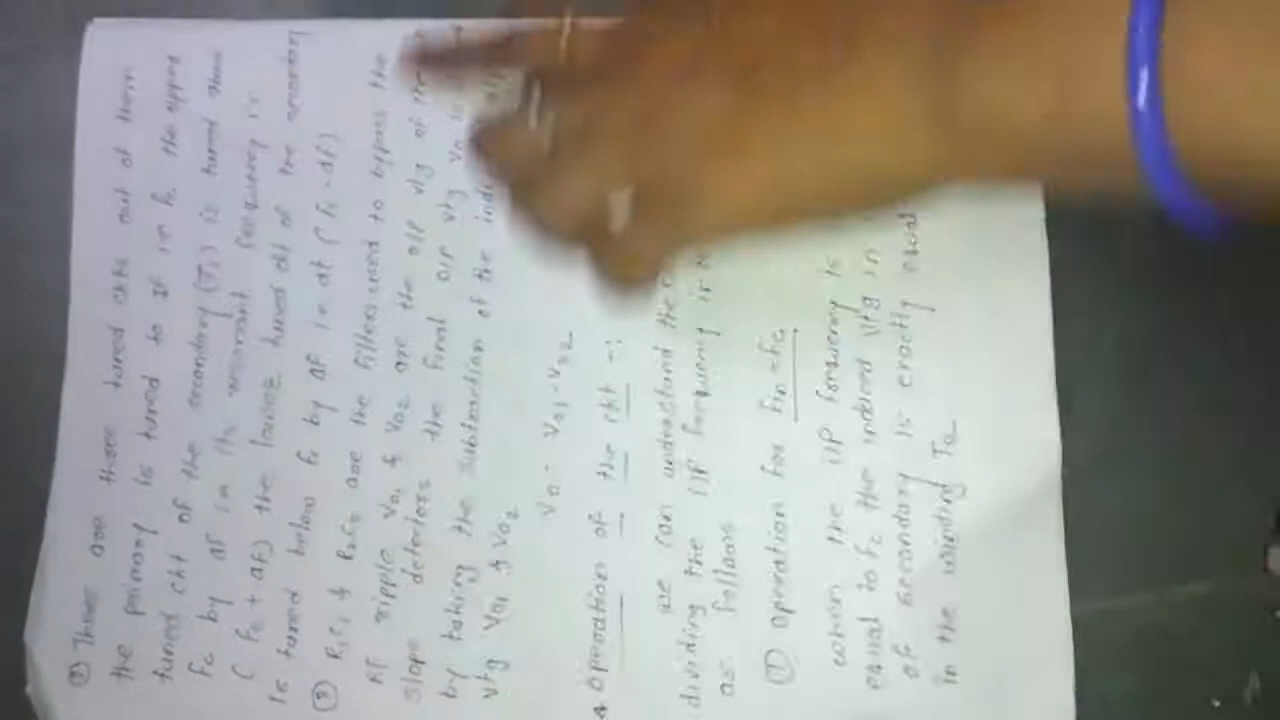 ② There are three tuned ckts out of them
the primary is tuned to IF i.e fc the upper
tuned ckt of the secondary (T1) is tuned above
fc by ΔF i.e its resonant frequency is
(fc + ΔF) the lower tuned ckt of the secondary
is tuned below fc by ΔF i.e at (fc - ΔF)
③ R1C1 & R2C2 are the filters used to bypass the
RF ripple Vo1 & Vo2 are the O/P vtg of the
slope detectors the final O/P vtg Vo is
by taking the subtraction of the
vtg Vo1 & Vo2
Vo = Vo1 - Vo2
* operation of the ckt -:
we can understand the
dividing the I/P frequency
as follows
① operation for Fin = Fc
when the I/P frequency is
equal to Fc the induced vtg in
of secondary is exactly equal
in the winding T2